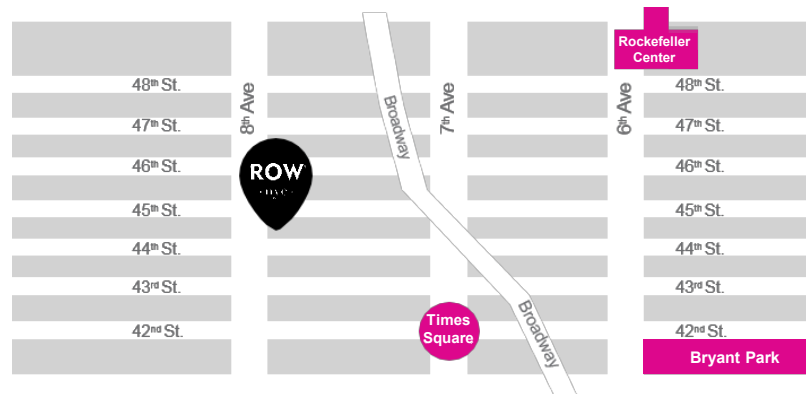 Rockefeller
Center
48th St.
48th St.
8th Ave
Broadway
7th Ave
6th Ave
47th St.
47th St.
46th St.
46th St.
ROW
NYC
45th St.
45th St.
44th St.
44th St.
43rd St.
43rd St.
Times
Square
Broadway
42nd St.
42nd St.
Bryant Park